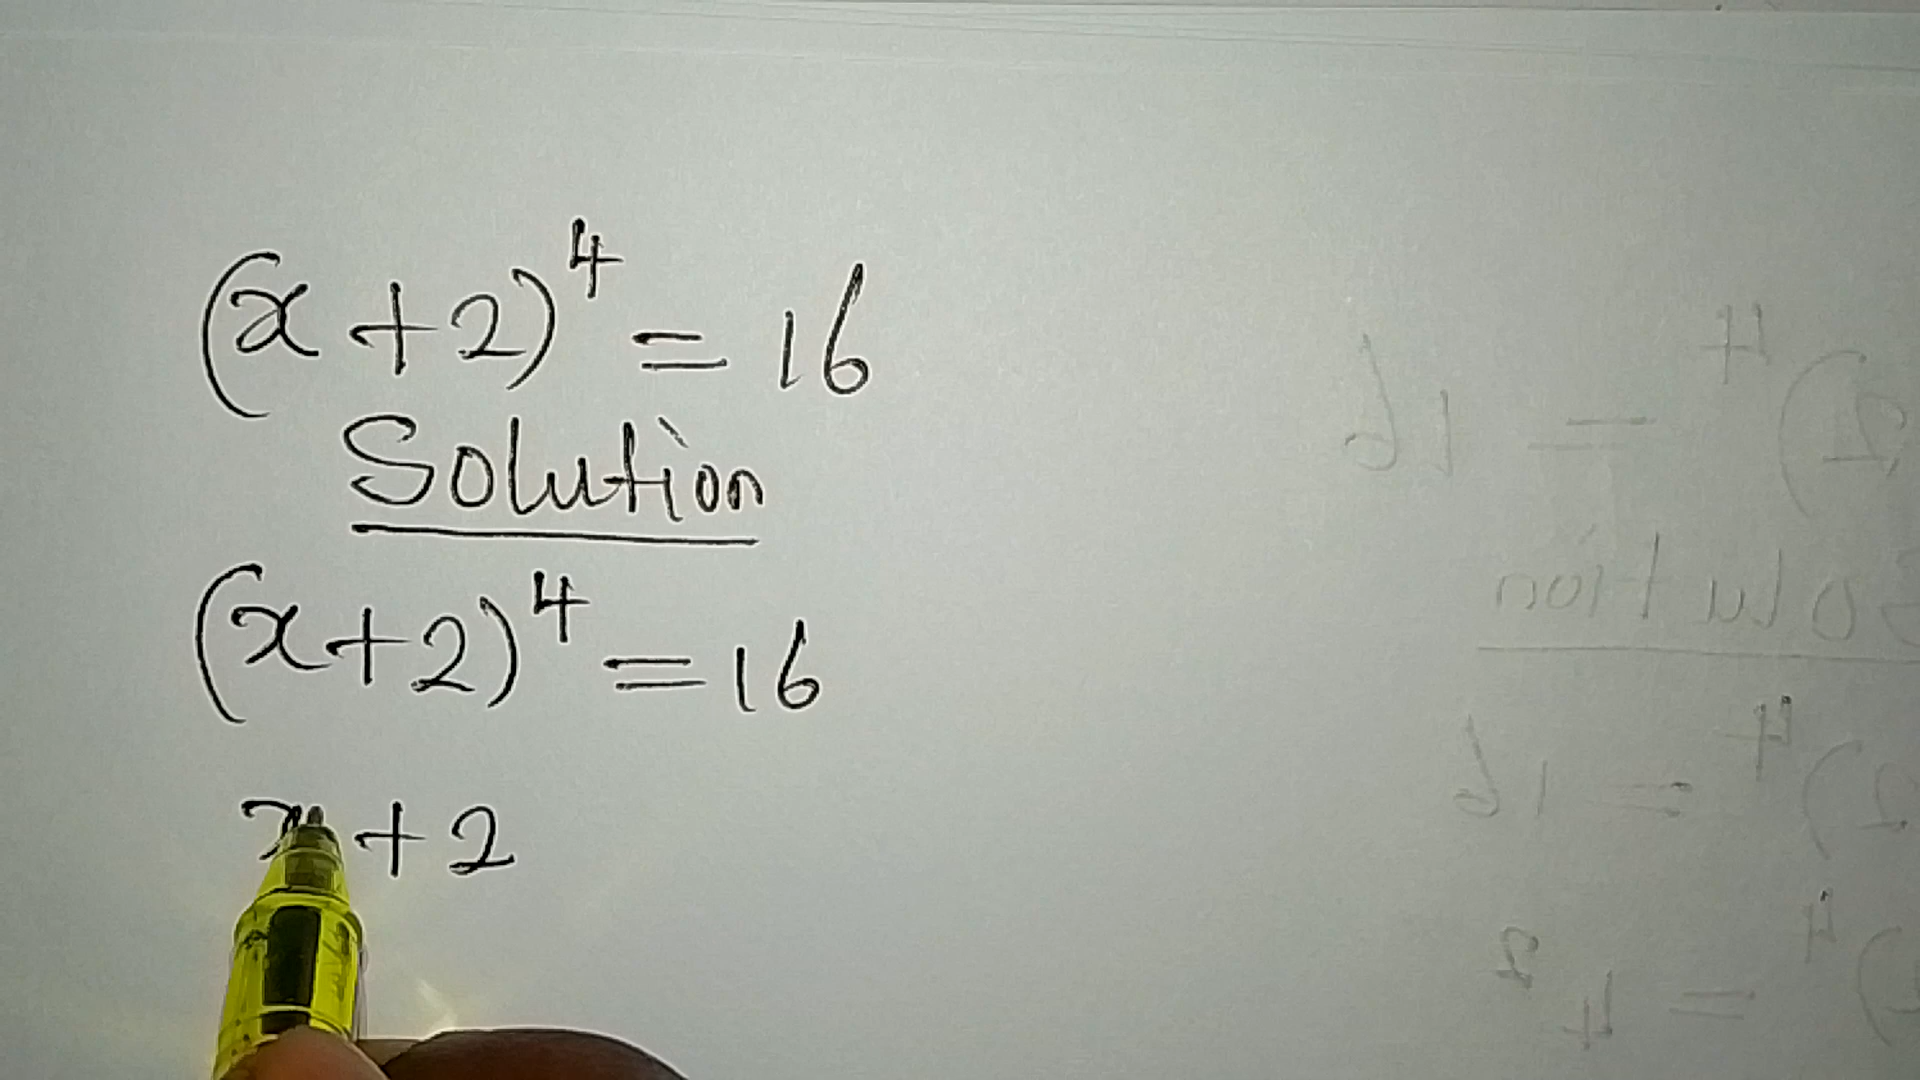 (x+2)⁴ = 16
Solution
(x+2)⁴ = 16
x + 2